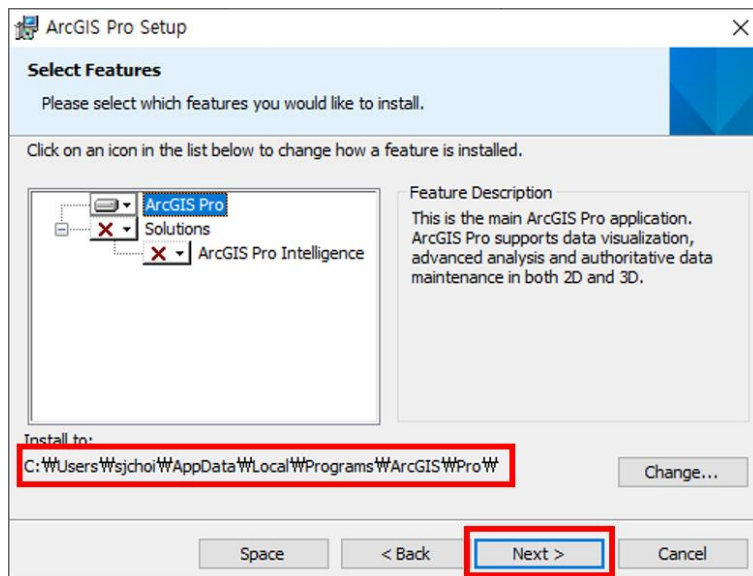 ArcGIS Pro Setup
Select Features
Please select which features you would like to install.
Click on an icon in the list below to change how a feature is installed.
ArcGIS Pro
Solutions
ArcGIS Pro Intelligence
Feature Description
This is the main ArcGIS Pro application.
ArcGIS Pro supports data visualization,
advanced analysis and authoritative data
maintenance in both 2D and 3D.
Install to:
C:₩Users₩sjchoi₩AppData₩Local₩Programs₩ArcGIS₩Pro₩
Change...
Space
< Back
Next >
Cancel